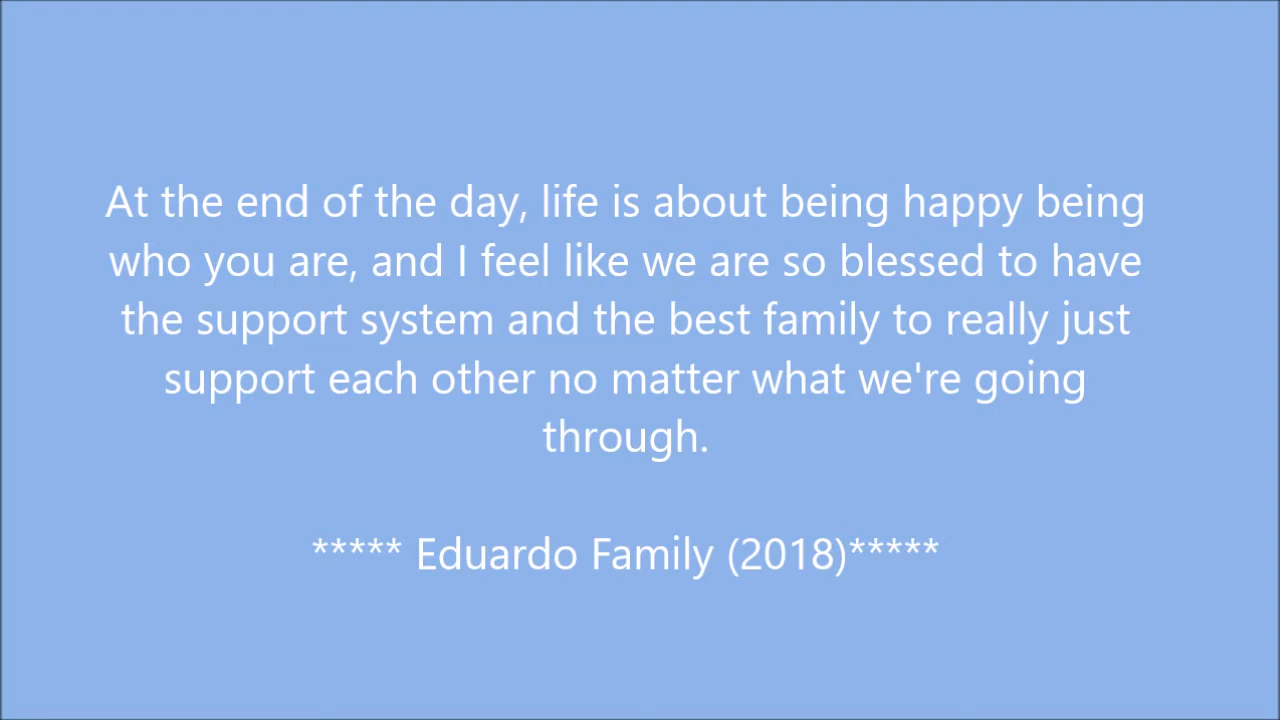 At the end of the day, life is about being happy being
who you are, and I feel like we are so blessed to have
the support system and the best family to really just
support each other no matter what we're going
through.
***** Eduardo Family (2018)*****